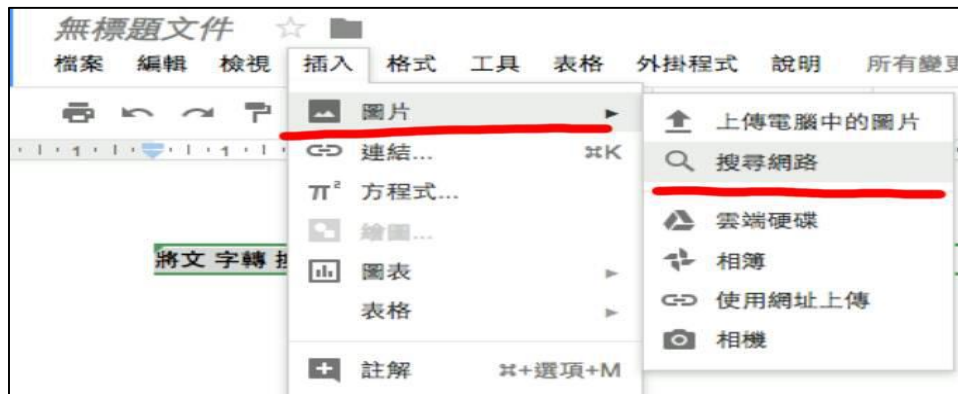 無標題文件
檔案 編輯 檢視 插入 格式 工具 表格 外掛程式 說明 所有變更
圖片
連結... ⌘K
π² 方程式...
繪圖...
圖表
表格
註解 ⌘+選項+M
上傳電腦中的圖片
搜尋網路
雲端硬碟
相簿
使用網址上傳
相機
將文 字轉